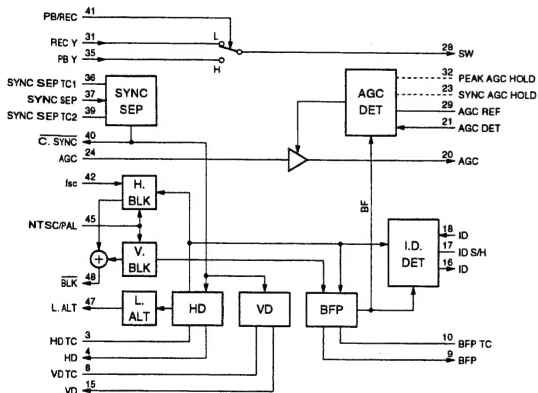 PB/REC 41
REC Y 31
PB Y 35
L
H
28 SW
SYNC SEP TC1 36
SYNC SEP 37
SYNC SEP TC2 39
SYNC
SEP
C. SYNC 40
AGC 24
AGC
DET
32 PEAK AGC HOLD
23 SYNC AGC HOLD
29 AGC REF
21 AGC DET
20 AGC
BF
fsc 42
H.
BLK
NTSC/PAL 45
V.
BLK
+
BLK 48
L. ALT 47
L.
ALT
HD
VD
BFP
I.D.
DET
18 ID
17 ID S/H
16 ID
HD TC 3
HD 4
VD TC 8
VD 15
10 BFP TC
9 BFP